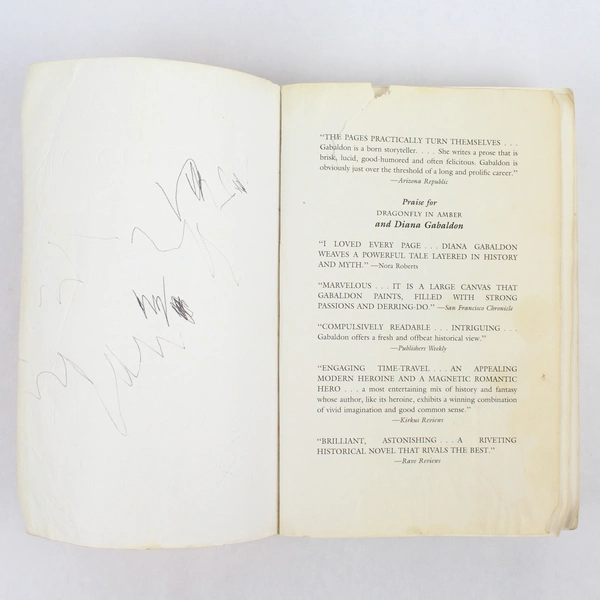 “THE PAGES PRACTICALLY TURN THEMSELVES . . .
Gabaldon is a born storyteller. . . . She writes a prose that is
brisk, lucid, good-humored and often felicitous. Gabaldon is
obviously just over the threshold of a long and prolific career.”
—Arizona Republic
Praise for
DRAGONFLY IN AMBER
and Diana Gabaldon
“I LOVED EVERY PAGE . . . DIANA GABALDON
WEAVES A POWERFUL TALE LAYERED IN HISTORY
AND MYTH.” —Nora Roberts
“MARVELOUS . . . IT IS A LARGE CANVAS THAT
GABALDON PAINTS, FILLED WITH STRONG
PASSIONS AND DERRING-DO.” —San Francisco Chronicle
“COMPULSIVELY READABLE . . . INTRIGUING . . .
Gabaldon offers a fresh and offbeat historical view.”
—Publishers Weekly
“ENGAGING TIME-TRAVEL . . . AN APPEALING
MODERN HEROINE AND A MAGNETIC ROMANTIC
HERO . . . a most entertaining mix of history and fantasy
whose author, like its heroine, exhibits a winning combination
of vivid imagination and good common sense.”
—Kirkus Reviews
“BRILLIANT, ASTONISHING . . . A RIVETING
HISTORICAL NOVEL THAT RIVALS THE BEST.”
—Rave Reviews